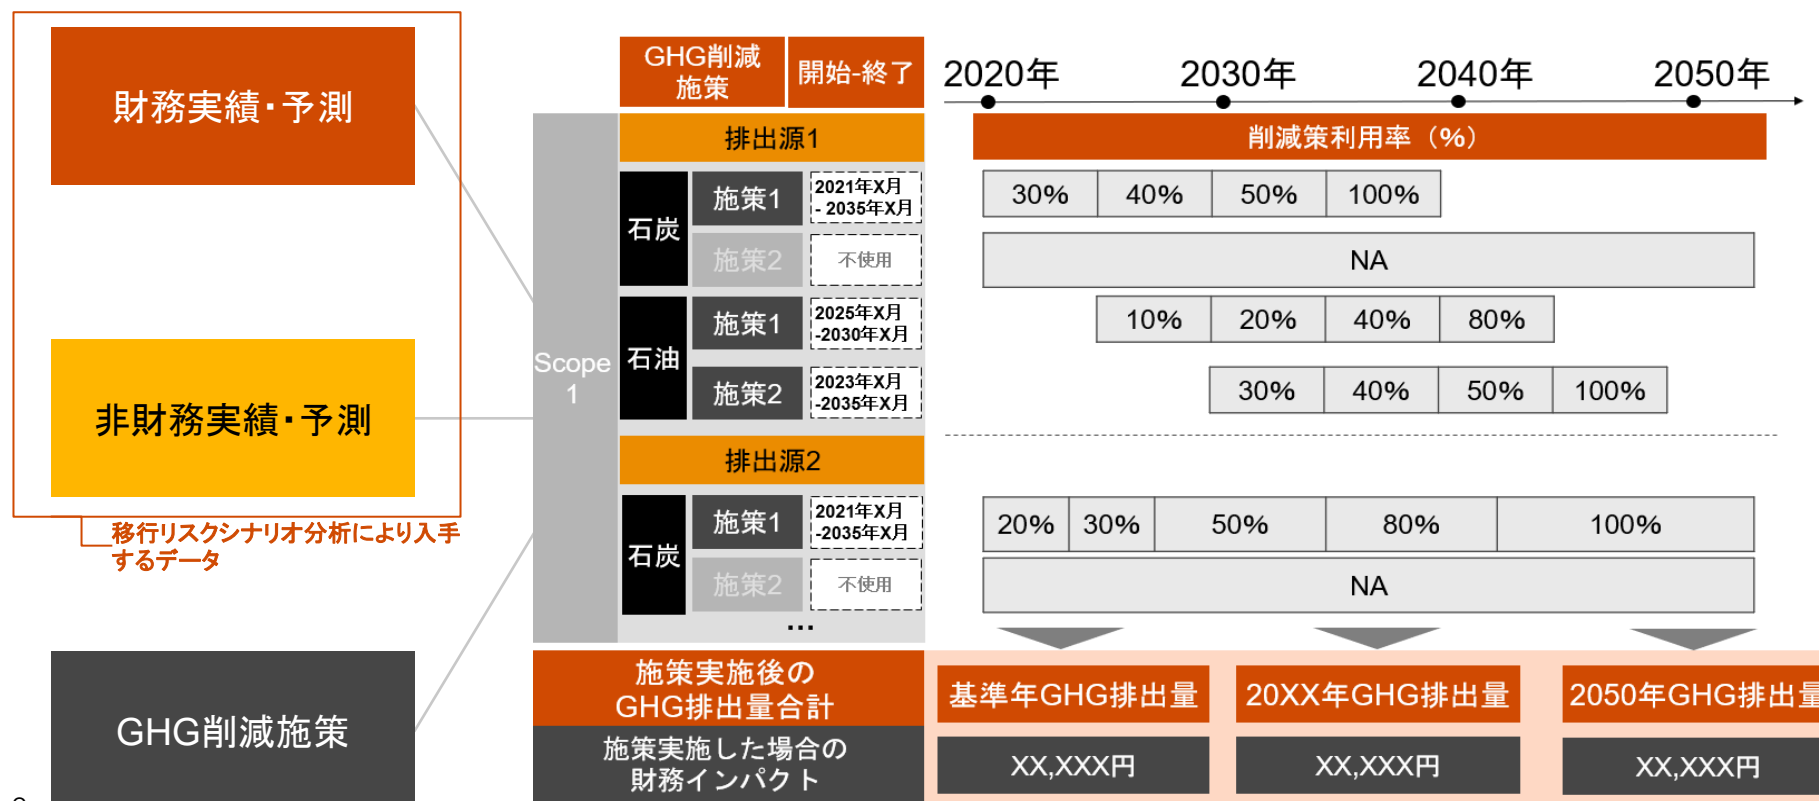 財務実績・予測
非財務実績・予測
移行リスクシナリオ分析により入手
するデータ
GHG削減施策
GHG削減
施策
開始-終了
2020年
2030年
2040年
2050年
Scope
1
排出源1
削減策利用率（%）
石炭
施策1
2021年X月
- 2035年X月
30%
40%
50%
100%
施策2
不使用
NA
石油
施策1
2025年X月
-2030年X月
10%
20%
40%
80%
施策2
2023年X月
-2035年X月
30%
40%
50%
100%
排出源2
石炭
施策1
2021年X月
-2035年X月
20%
30%
50%
80%
100%
施策2
不使用
NA
…
施策実施後の
GHG排出量合計
基準年GHG排出量
20XX年GHG排出量
2050年GHG排出量
施策実施した場合の
財務インパクト
XX,XXX円
XX,XXX円
XX,XXX円